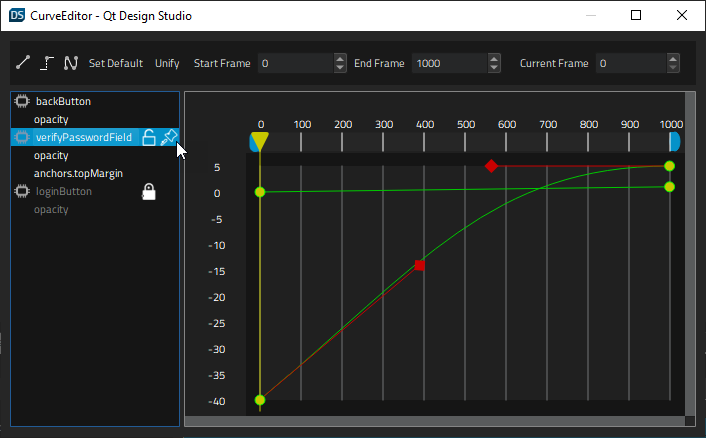 DS CurveEditor - Qt Design Studio
Set Default Unify Start Frame 0 End Frame 1000 Current Frame 0
backButton
opacity
verifyPasswordField
opacity
anchors.topMargin
loginButton
opacity
0 100 200 300 400 500 600 700 800 900 1000
5
0
-5
-10
-15
-20
-25
-30
-35
-40